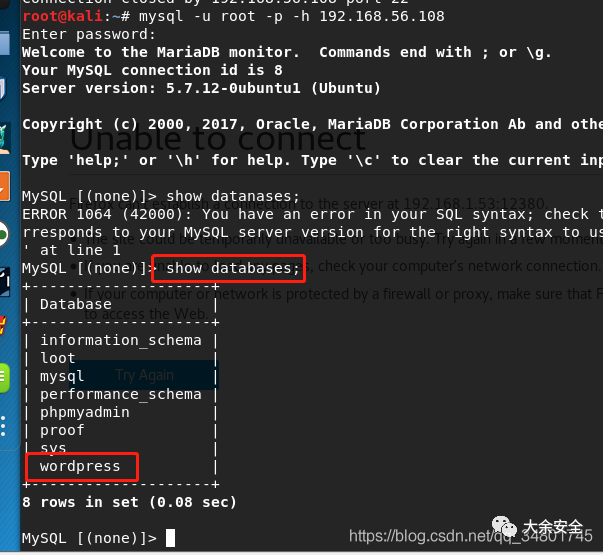 Connection closed by 192.168.56.108 port 22
root@kali:~# mysql -u root -p -h 192.168.56.108
Enter password:
Welcome to the MariaDB monitor.  Commands end with ; or \g.
Your MySQL connection id is 8
Server version: 5.7.12-0ubuntu1 (Ubuntu)
Copyright (c) 2000, 2017, Oracle, MariaDB Corporation Ab and othe
Unable to connect
Type 'help;' or '\h' for help. Type '\c' to clear the current inp
MySQL [(none)]> show datanases;
Firefox can't establish a connection to the server at 192.168.1.53:12380.
ERROR 1064 (42000): You have an error in your SQL syntax; check t
rresponds to your MySQL server version for the right syntax to us
The site could be temporarily unavailable or too busy. Try again in a few momen
' at line 1
MySQL [(none)]> show databases;
check your computer's network connection.
+--------------------+
| Database           |
If your computer or network is protected by a firewall or proxy, make sure that F
to access the Web.
+--------------------+
| information_schema |
| loot               |
| mysql              |
Try Again
| performance_schema |
| phpmyadmin         |
| proof              |
| sys                |
| wordpress          |
+--------------------+
8 rows in set (0.08 sec)
MySQL [(none)]>
大余安全
https://blog.csdn.net/qq_34801745